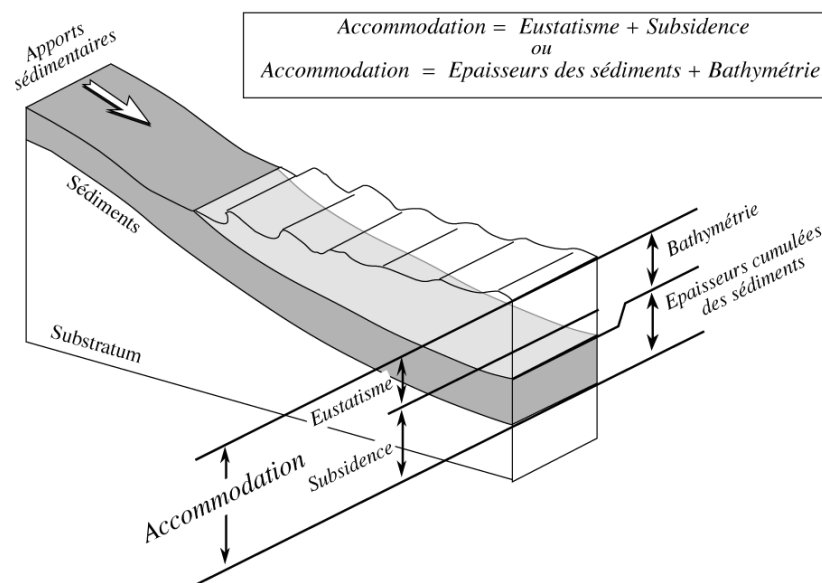 Accommodation = Eustatisme + Subsidence
ou
Accommodation = Epaisseurs des sédiments + Bathymétrie
Apports
sédimentaires
Sédiments
Substratum
Bathymétrie
Epaisseurs cumulées
des sédiments
Eustatisme
Subsidence
Accommodation